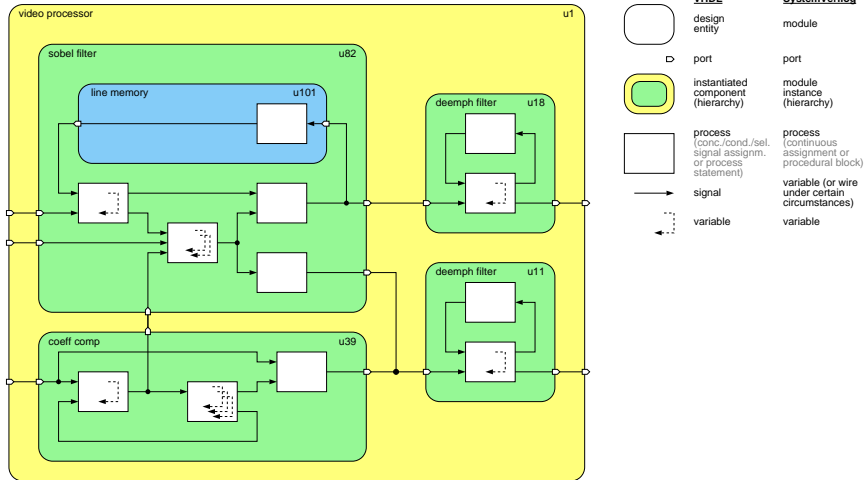 video processor u1
sobel filter u82
line memory u101
deemph filter u18
deemph filter u11
coeff comp u39
VHDL SystemVerilog
design module
entity
port port
instantiated module
component instance
(hierarchy) (hierarchy)
process process
(conc./cond./sel. (continuous
signal assignm. assignment or
or process procedural block)
statement)
signal variable (or wire
under certain
circumstances)
variable variable